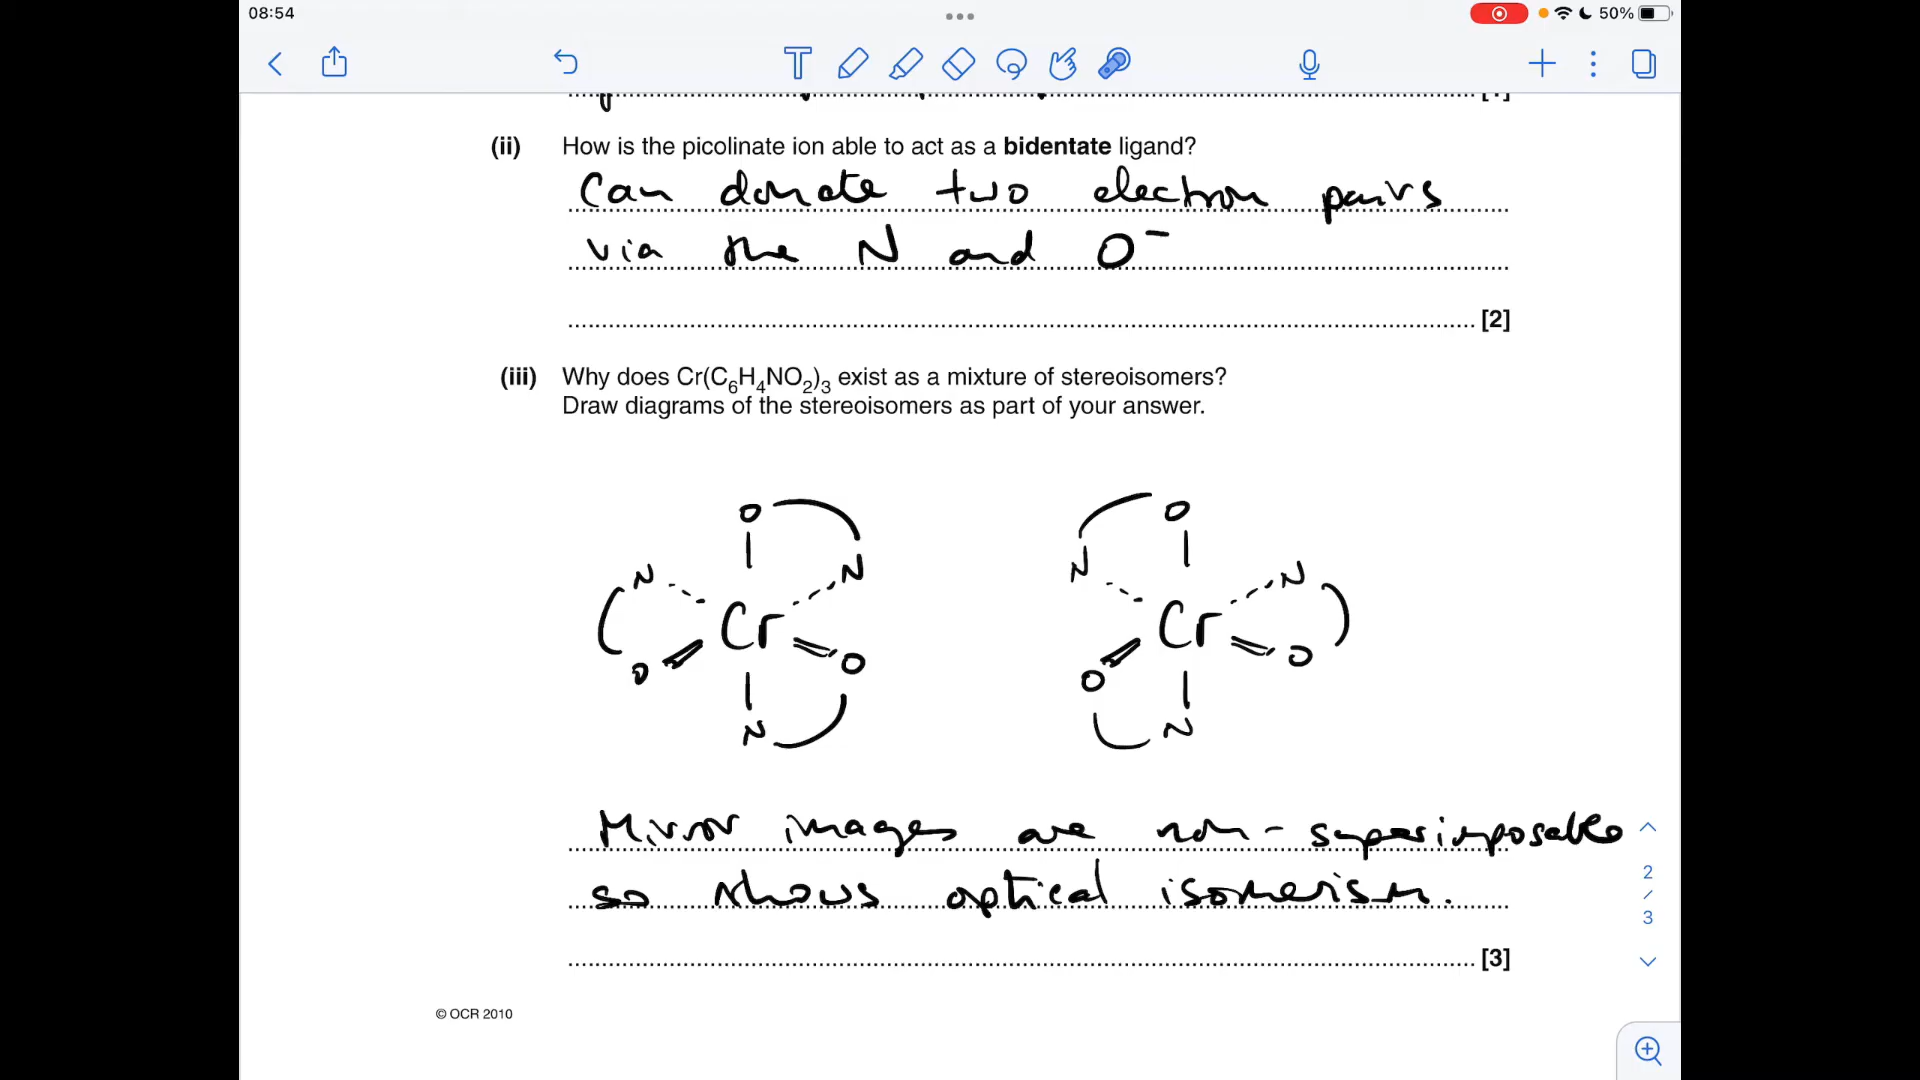 08:54
50%
[1]
(ii) How is the picolinate ion able to act as a bidentate ligand?
Can donate two electron pairs
via the N and O⁻
[2]
(iii) Why does Cr(C₆H₄NO₂)₃ exist as a mixture of stereoisomers?
Draw diagrams of the stereoisomers as part of your answer.
O O
N N N N
Cr Cr
O O O O
N N
Mirror images are non-superimposable
so shows optical isomerism.
2
/
3
[3]
© OCR 2010